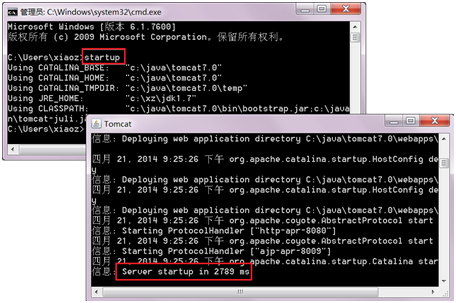 管理员: C:\Windows\system32\cmd.exe
Microsoft Windows [版本 6.1.7600]
版权所有 (c) 2009 Microsoft Corporation。保留所有权利。
C:\Users\xiaoz>startup
Using CATALINA_BASE:   "c:\java\tomcat7.0"
Using CATALINA_HOME:   "c:\java\tomcat7.0"
Using CATALINA_TMPDIR: "c:\java\tomcat7.0\temp"
Using JRE_HOME:        "c:\xz\jdk1.7"
Using CLASSPATH:       "c:\java\tomcat7.0\bin\bootstrap.jar;c:\java
n\tomcat-juli.j
C:\Users\xiaoz>
Tomcat
信息: Deploying web application directory C:\java\tomcat7.0\webapps\
四月 21, 2014 9:25:26 下午 org.apache.catalina.startup.HostConfig de
y
信息: Deploying web application directory C:\java\tomcat7.0\webapps\
四月 21, 2014 9:25:26 下午 org.apache.catalina.startup.HostConfig de
y
信息: Deploying web application directory C:\java\tomcat7.0\webapps\
四月 21, 2014 9:25:26 下午 org.apache.coyote.AbstractProtocol start
信息: Starting ProtocolHandler ["http-apr-8080"]
四月 21, 2014 9:25:26 下午 org.apache.coyote.AbstractProtocol start
信息: Starting ProtocolHandler ["ajp-apr-8009"]
四月 21, 2014 9:25:26 下午 org.apache.catalina.startup.Catalina star
信息: Server startup in 2789 ms